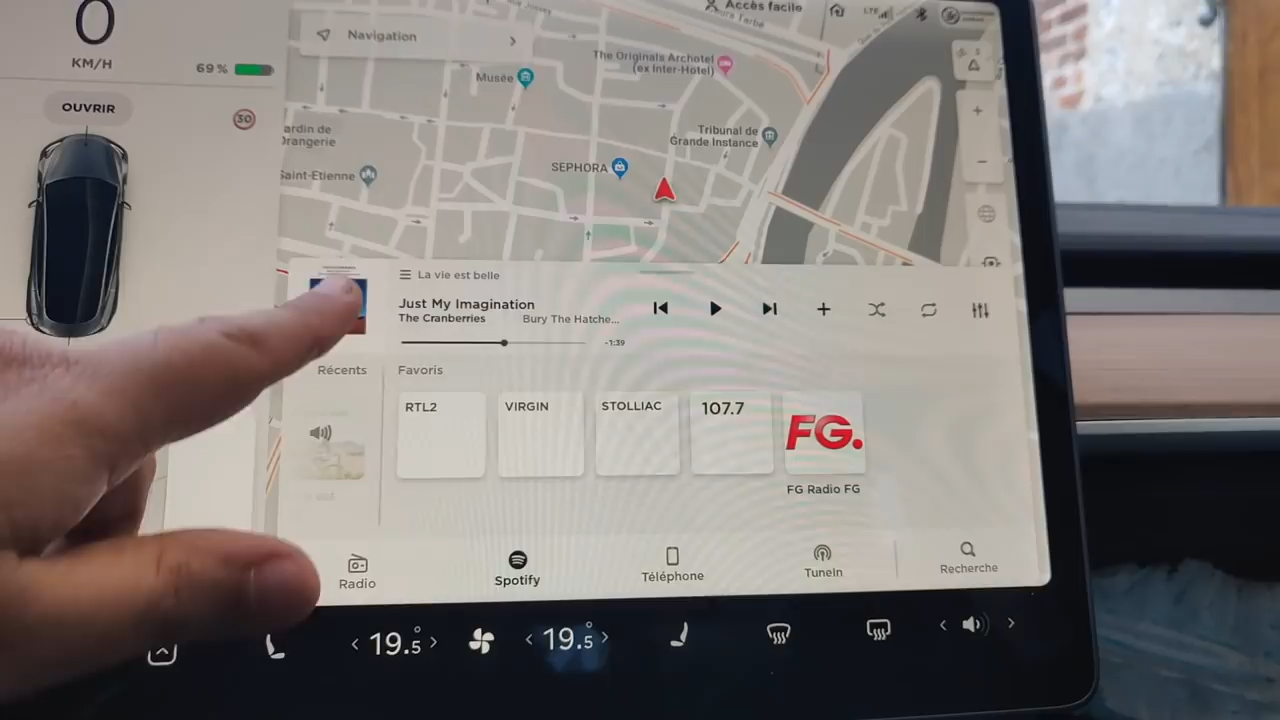 0
KM/H
69 %
OUVRIR
30
Navigation
Accès facile
LTE
The Originals Archotel
(ex Inter-Hotel)
Musée
Tribunal de
Grande Instance
ardin de
Orangerie
SEPHORA
Saint-Etienne
La vie est belle
Just My Imagination
The Cranberries
Bury The Hatche...
-1:39
Récents
Favoris
RTL2
VIRGIN
STOLLIAC
107.7
FG.
FG Radio FG
Radio
Spotify
Téléphone
TuneIn
Recherche
19.5°
19.5°